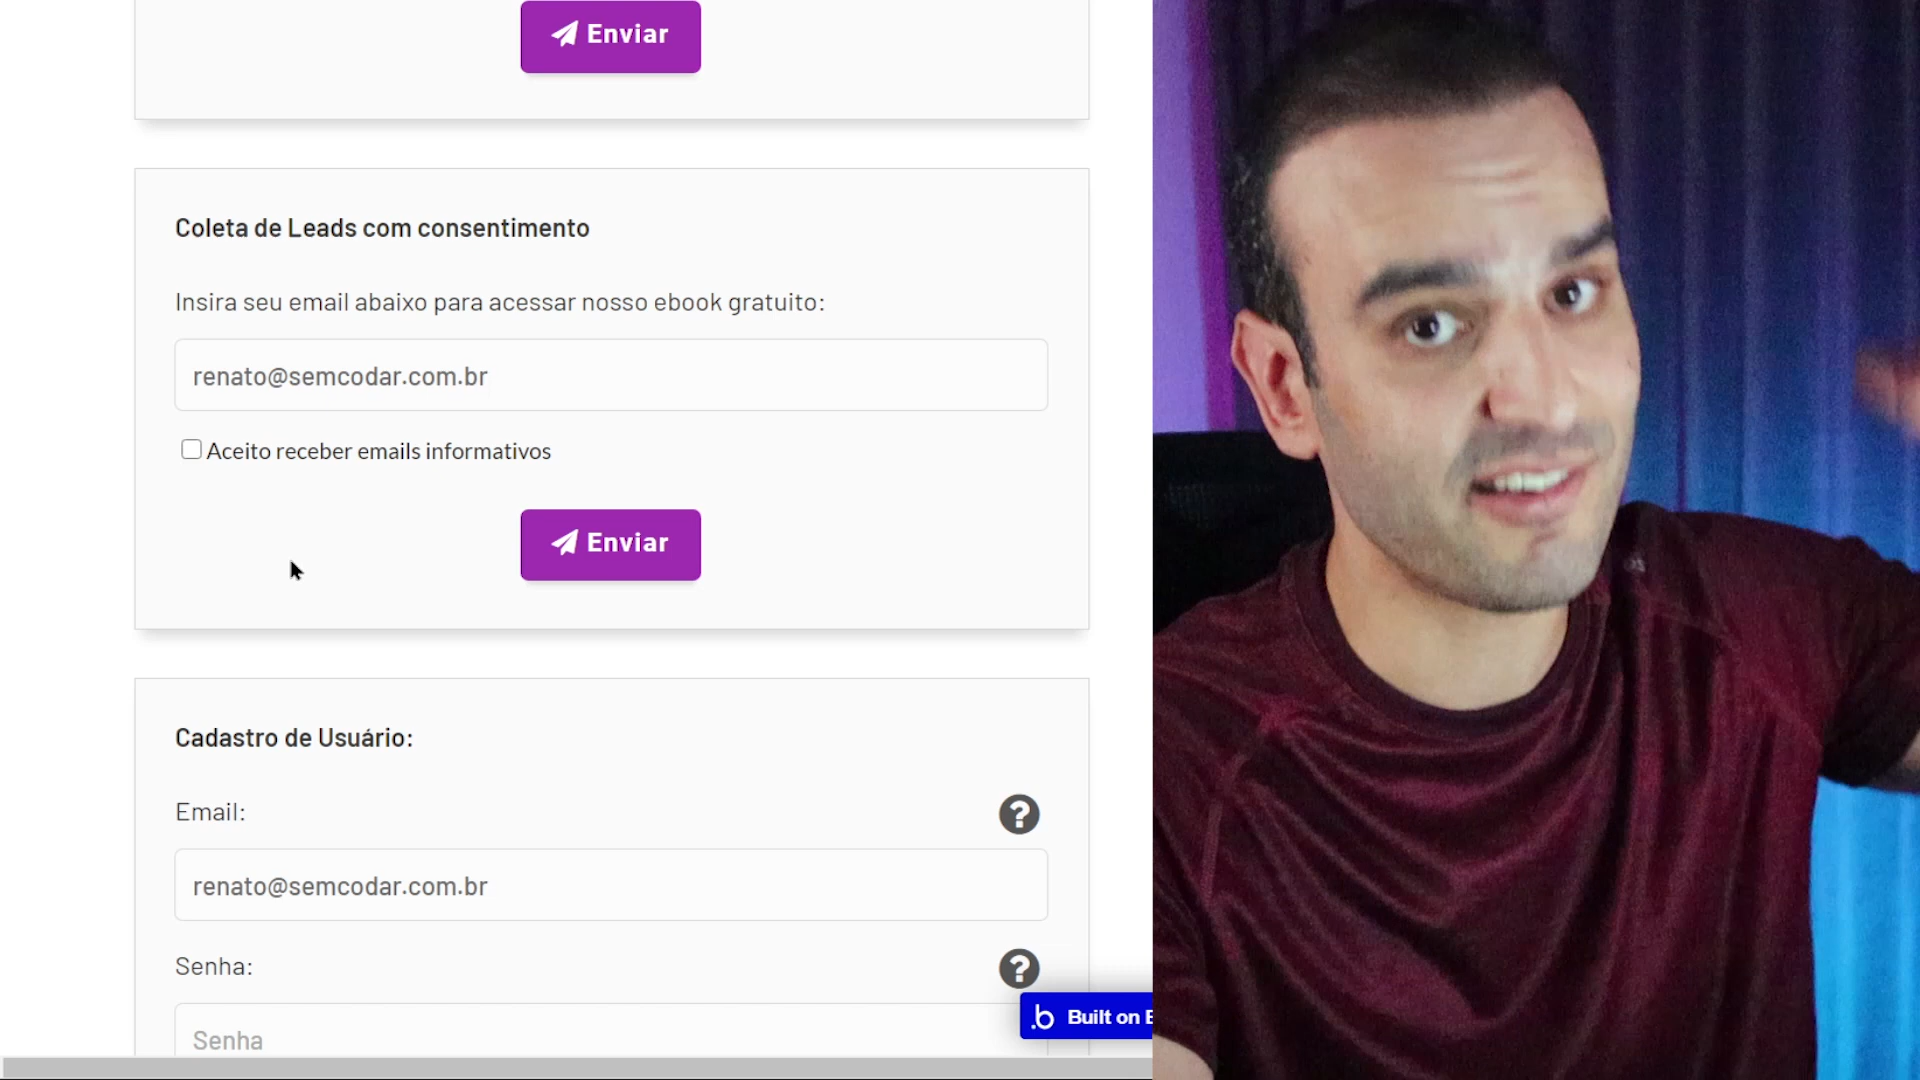 Enviar
Coleta de Leads com consentimento
Insira seu email abaixo para acessar nosso ebook gratuito:
renato@semcodar.com.br
Aceito receber emails informativos
Enviar
Cadastro de Usuário:
Email:
?
renato@semcodar.com.br
Senha:
?
Senha
.b Built on